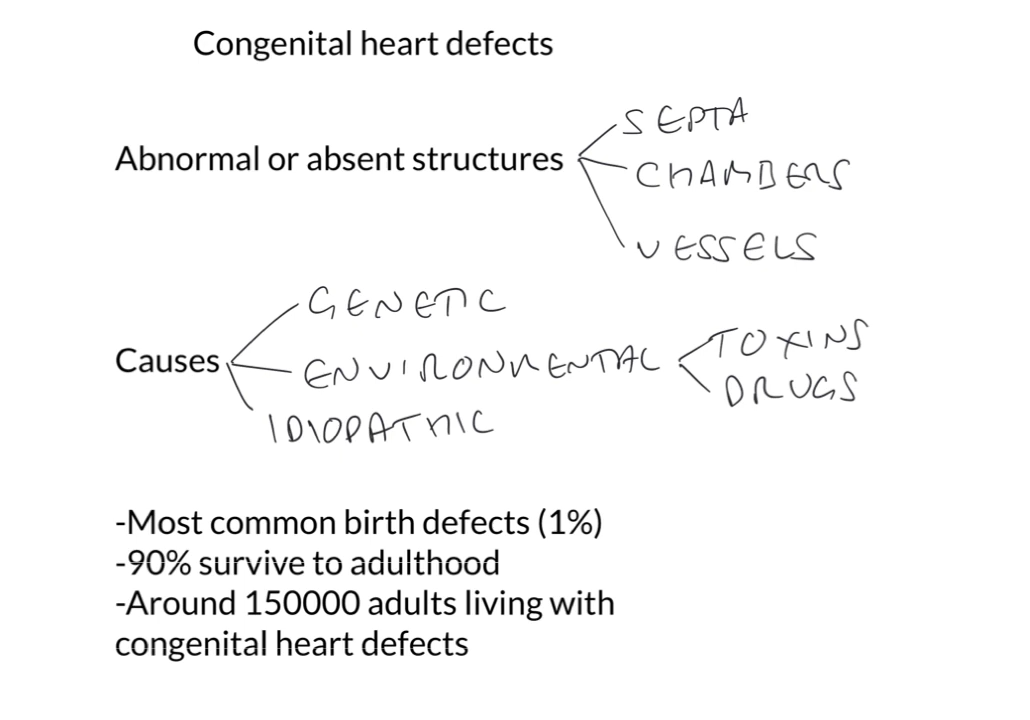 Congenital heart defects
SEPTA
Abnormal or absent structures
CHAMBERS
VESSELS
GENETIC
Causes
ENVIRONMENTAL
TOXINS
DRUGS
IDIOPATHIC
-Most common birth defects (1%)
-90% survive to adulthood
-Around 150000 adults living with
congenital heart defects